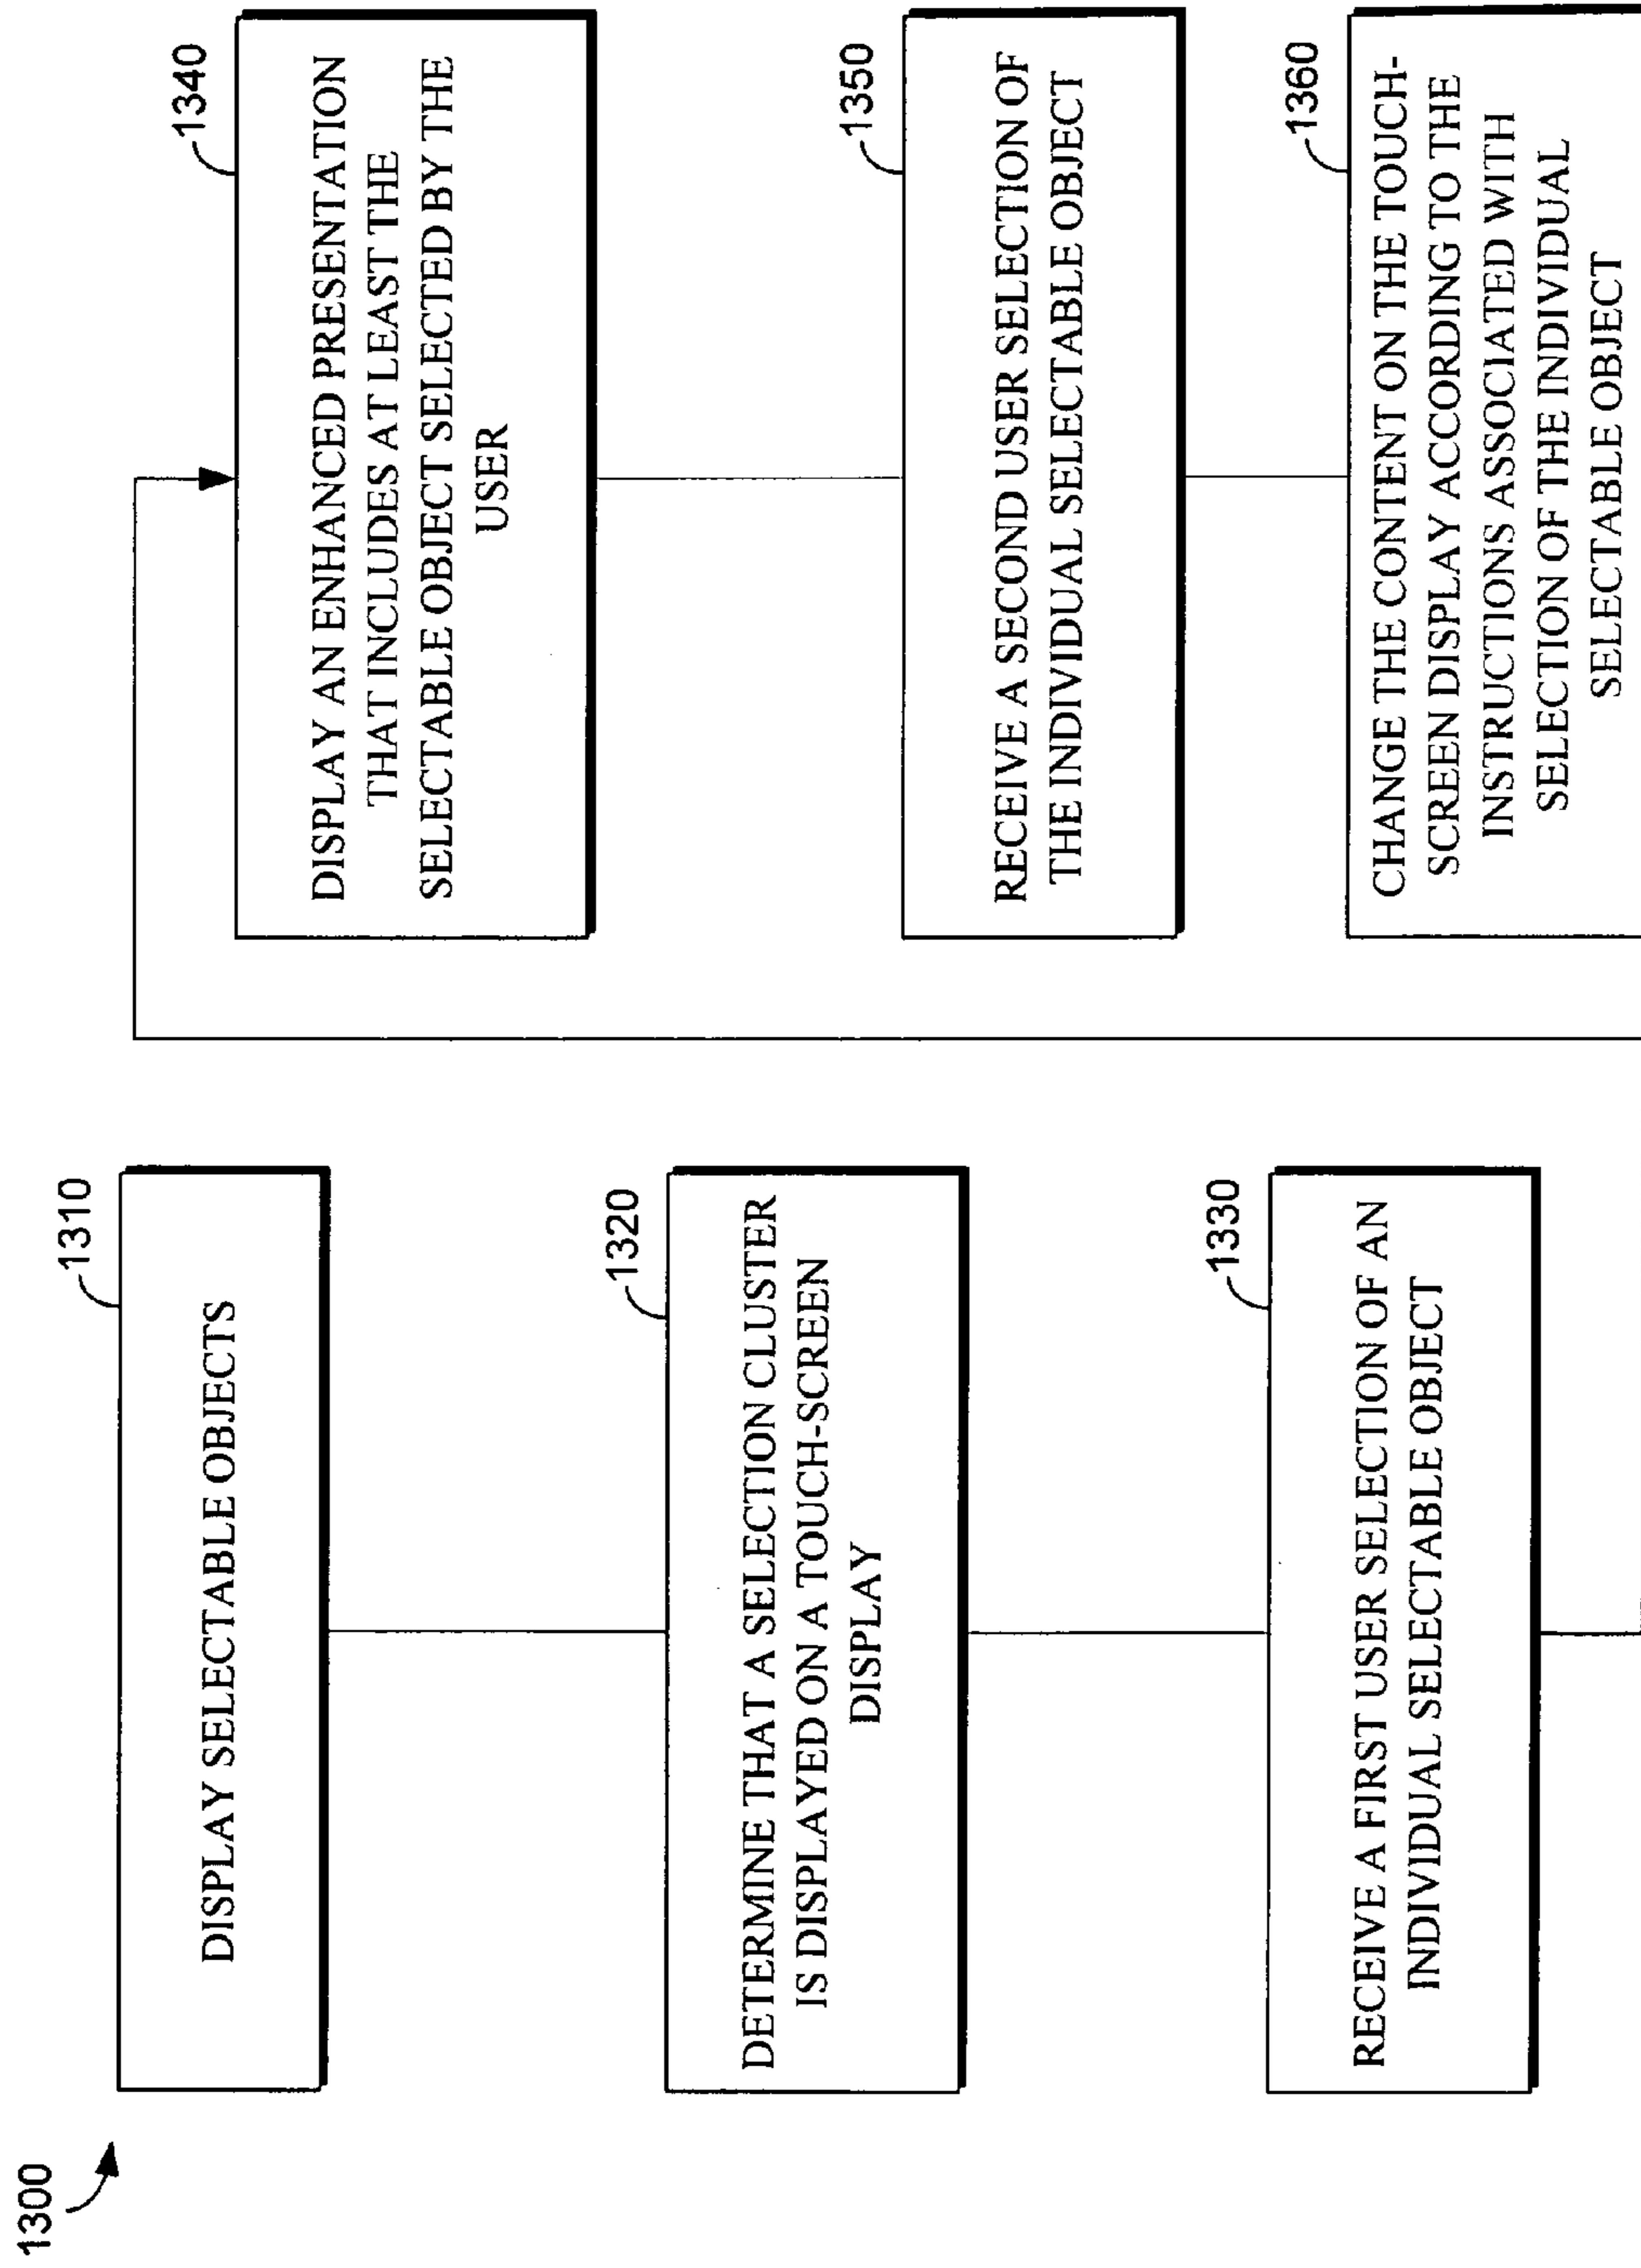 1300
1310
DISPLAY SELECTABLE OBJECTS
1320
DETERMINE THAT A SELECTION CLUSTER
IS DISPLAYED ON A TOUCH-SCREEN
DISPLAY
1330
RECEIVE A FIRST USER SELECTION OF AN
INDIVIDUAL SELECTABLE OBJECT
1340
DISPLAY AN ENHANCED PRESENTATION
THAT INCLUDES AT LEAST THE
SELECTABLE OBJECT SELECTED BY THE
USER
1350
RECEIVE A SECOND USER SELECTION OF
THE INDIVIDUAL SELECTABLE OBJECT
1360
CHANGE THE CONTENT ON THE TOUCH-
SCREEN DISPLAY ACCORDING TO THE
INSTRUCTIONS ASSOCIATED WITH
SELECTION OF THE INDIVIDUAL
SELECTABLE OBJECT